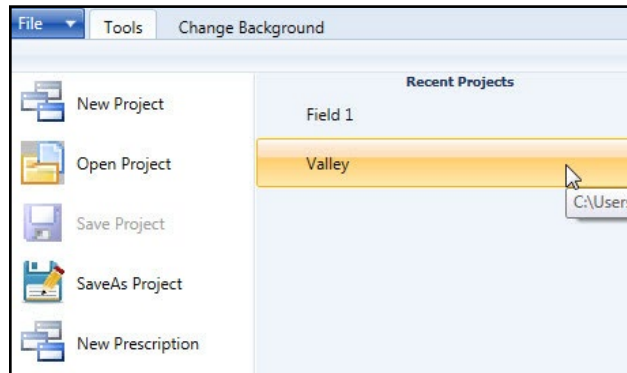 File Tools Change Background
Recent Projects
New Project
Field 1
Open Project
Valley
C:\Users
Save Project
SaveAs Project
New Prescription